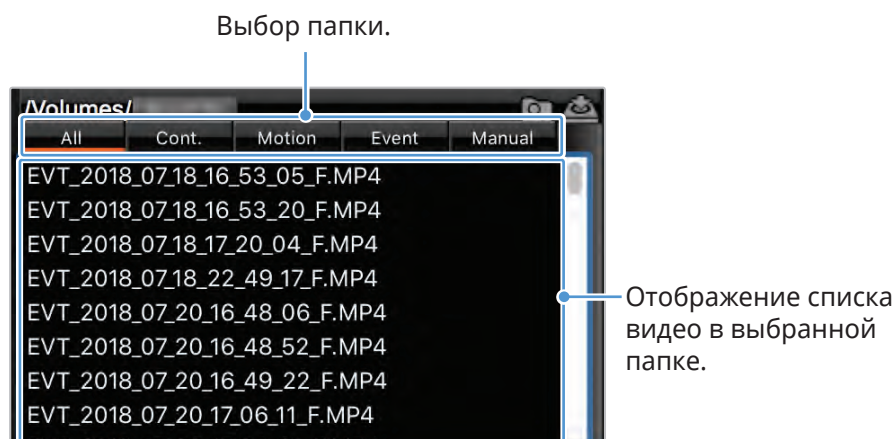 Выбор папки.
/Volumes/
All Cont. Motion Event Manual
EVT_2018_07_18_16_53_05_F.MP4
EVT_2018_07_18_16_53_20_F.MP4
EVT_2018_07_18_17_20_04_F.MP4
EVT_2018_07_18_22_49_17_F.MP4
EVT_2018_07_20_16_48_06_F.MP4
EVT_2018_07_20_16_48_52_F.MP4
EVT_2018_07_20_16_49_22_F.MP4
EVT_2018_07_20_17_06_11_F.MP4
Отображение списка
видео в выбранной
папке.